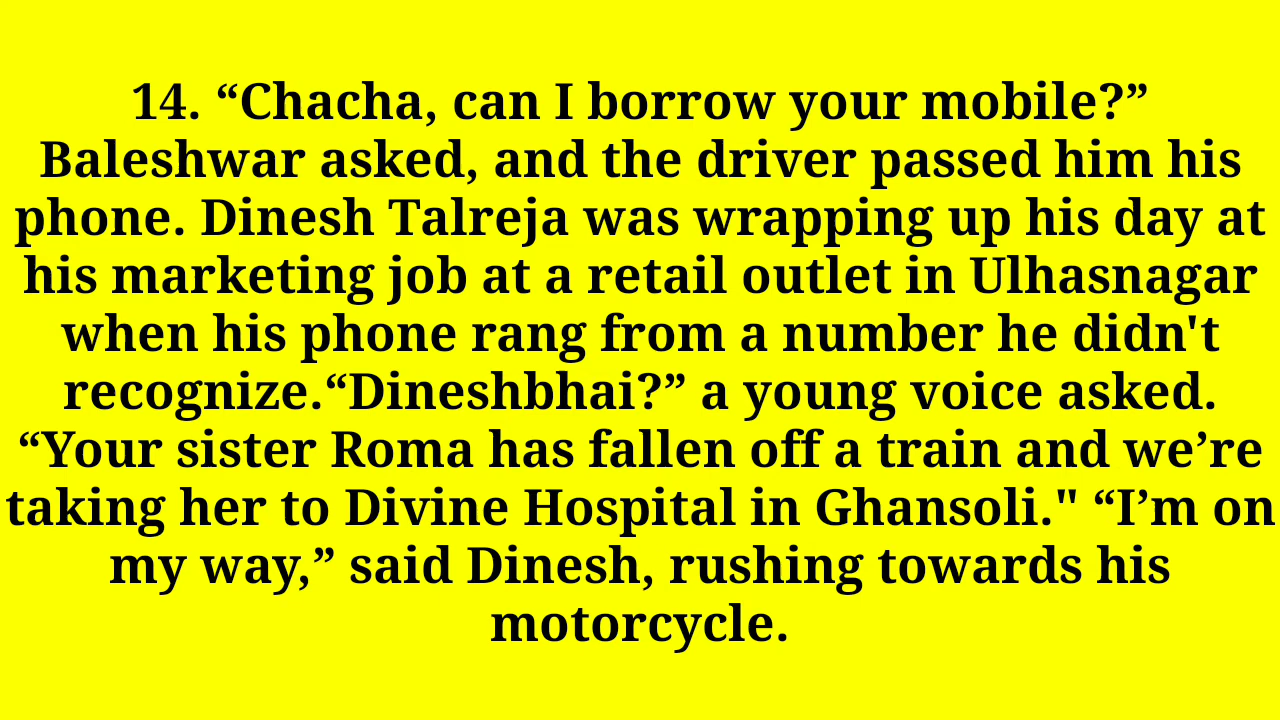 14. “Chacha, can I borrow your mobile?”
Baleshwar asked, and the driver passed him his
phone. Dinesh Talreja was wrapping up his day at
his marketing job at a retail outlet in Ulhasnagar
when his phone rang from a number he didn't
recognize.“Dineshbhai?” a young voice asked.
“Your sister Roma has fallen off a train and we’re
taking her to Divine Hospital in Ghansoli." “I’m on
my way,” said Dinesh, rushing towards his
motorcycle.